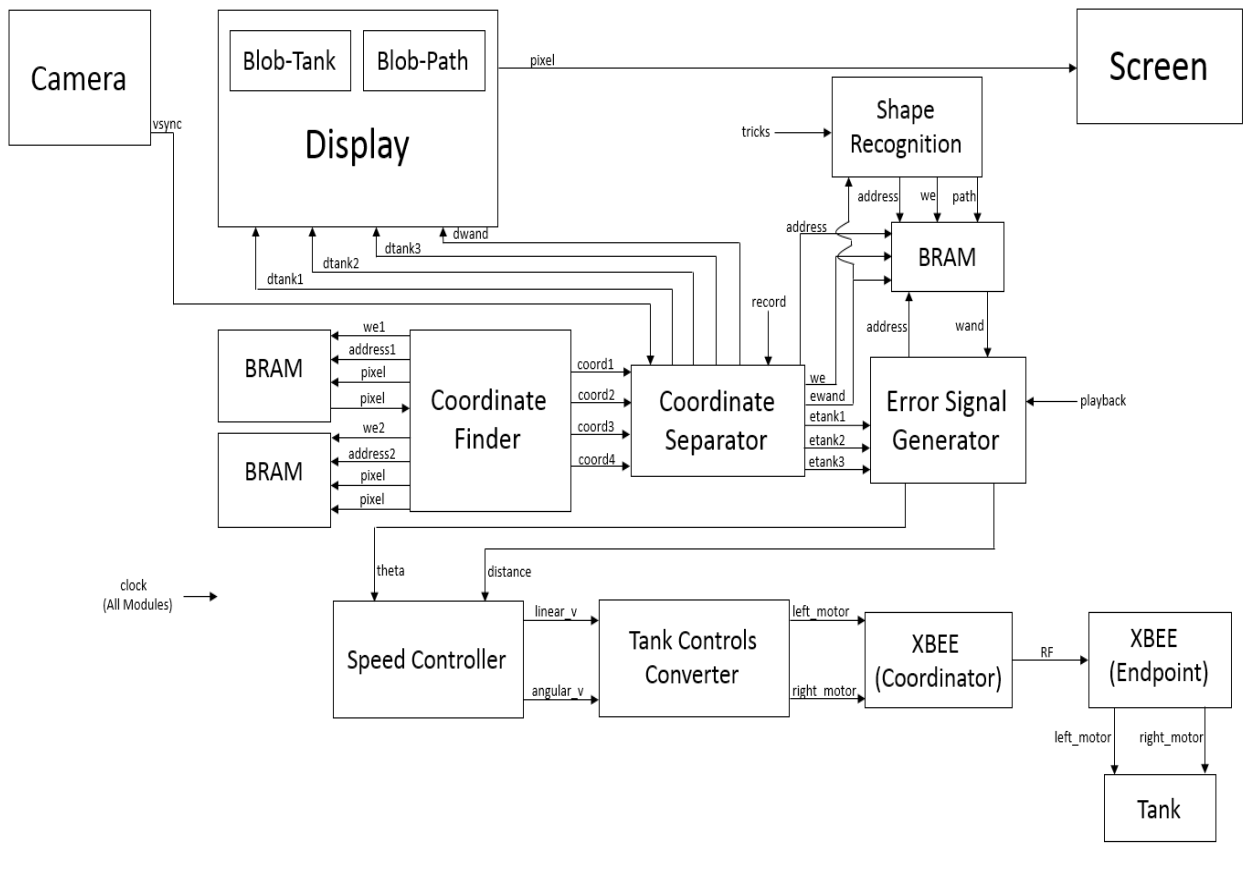 Camera
Blob-Tank
Blob-Path
Display
pixel
Screen
vsync
tricks
Shape
Recognition
address
we
path
dwand
dtank3
dtank2
dtank1
address
BRAM
record
address
wand
we1
address1
pixel
pixel
BRAM
we2
address2
pixel
pixel
BRAM
Coordinate
Finder
coord1
coord2
coord3
coord4
Coordinate
Separator
we
ewand
etank1
etank2
etank3
Error Signal
Generator
playback
theta
distance
clock
(All Modules)
Speed Controller
linear_v
angular_v
Tank Controls
Converter
left_motor
right_motor
XBEE
(Coordinator)
RF
XBEE
(Endpoint)
left_motor
right_motor
Tank